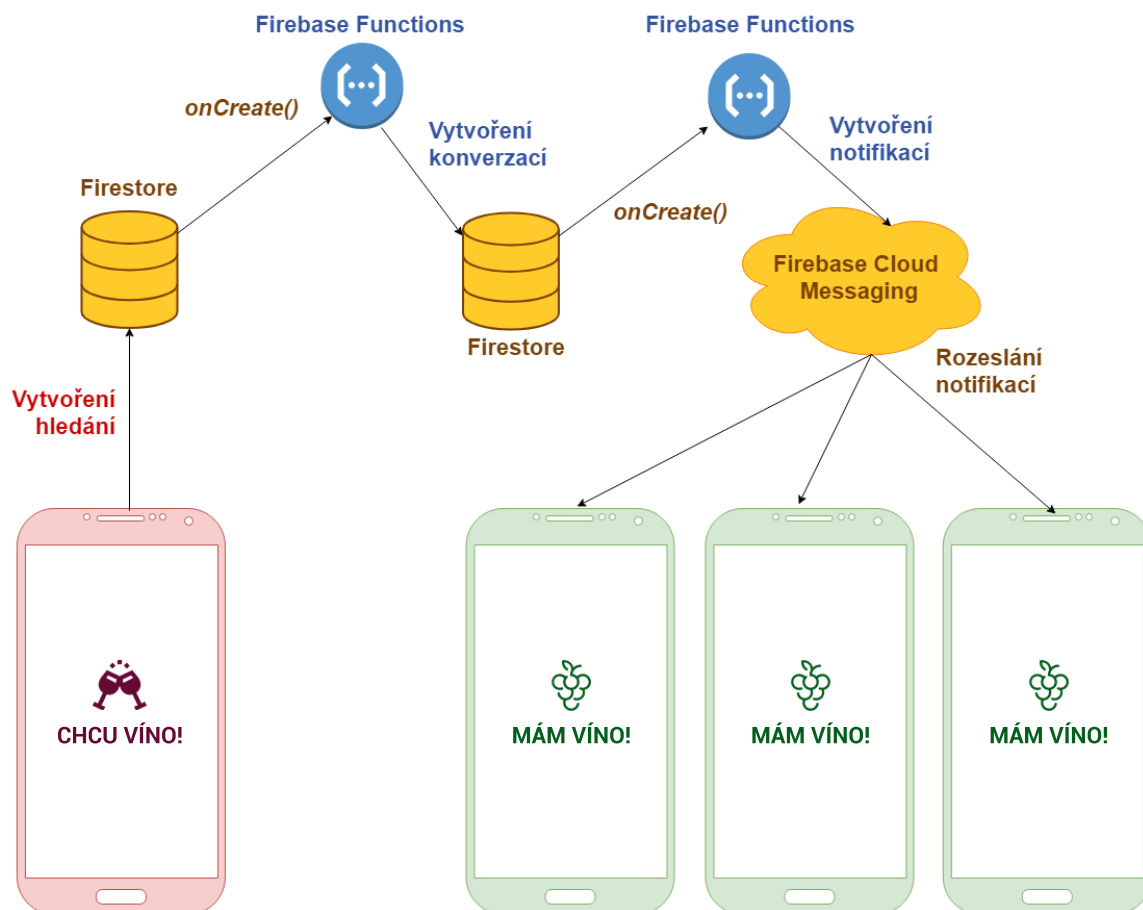 Firebase Functions
Firebase Functions
onCreate()
Vytvoření
konverzací
Vytvoření
notifikací
Firestore
onCreate()
Firebase Cloud
Messaging
Firestore
Rozeslání
notifikací
Vytvoření
hledání
CHCU VÍNO!
MÁM VÍNO!
MÁM VÍNO!
MÁM VÍNO!